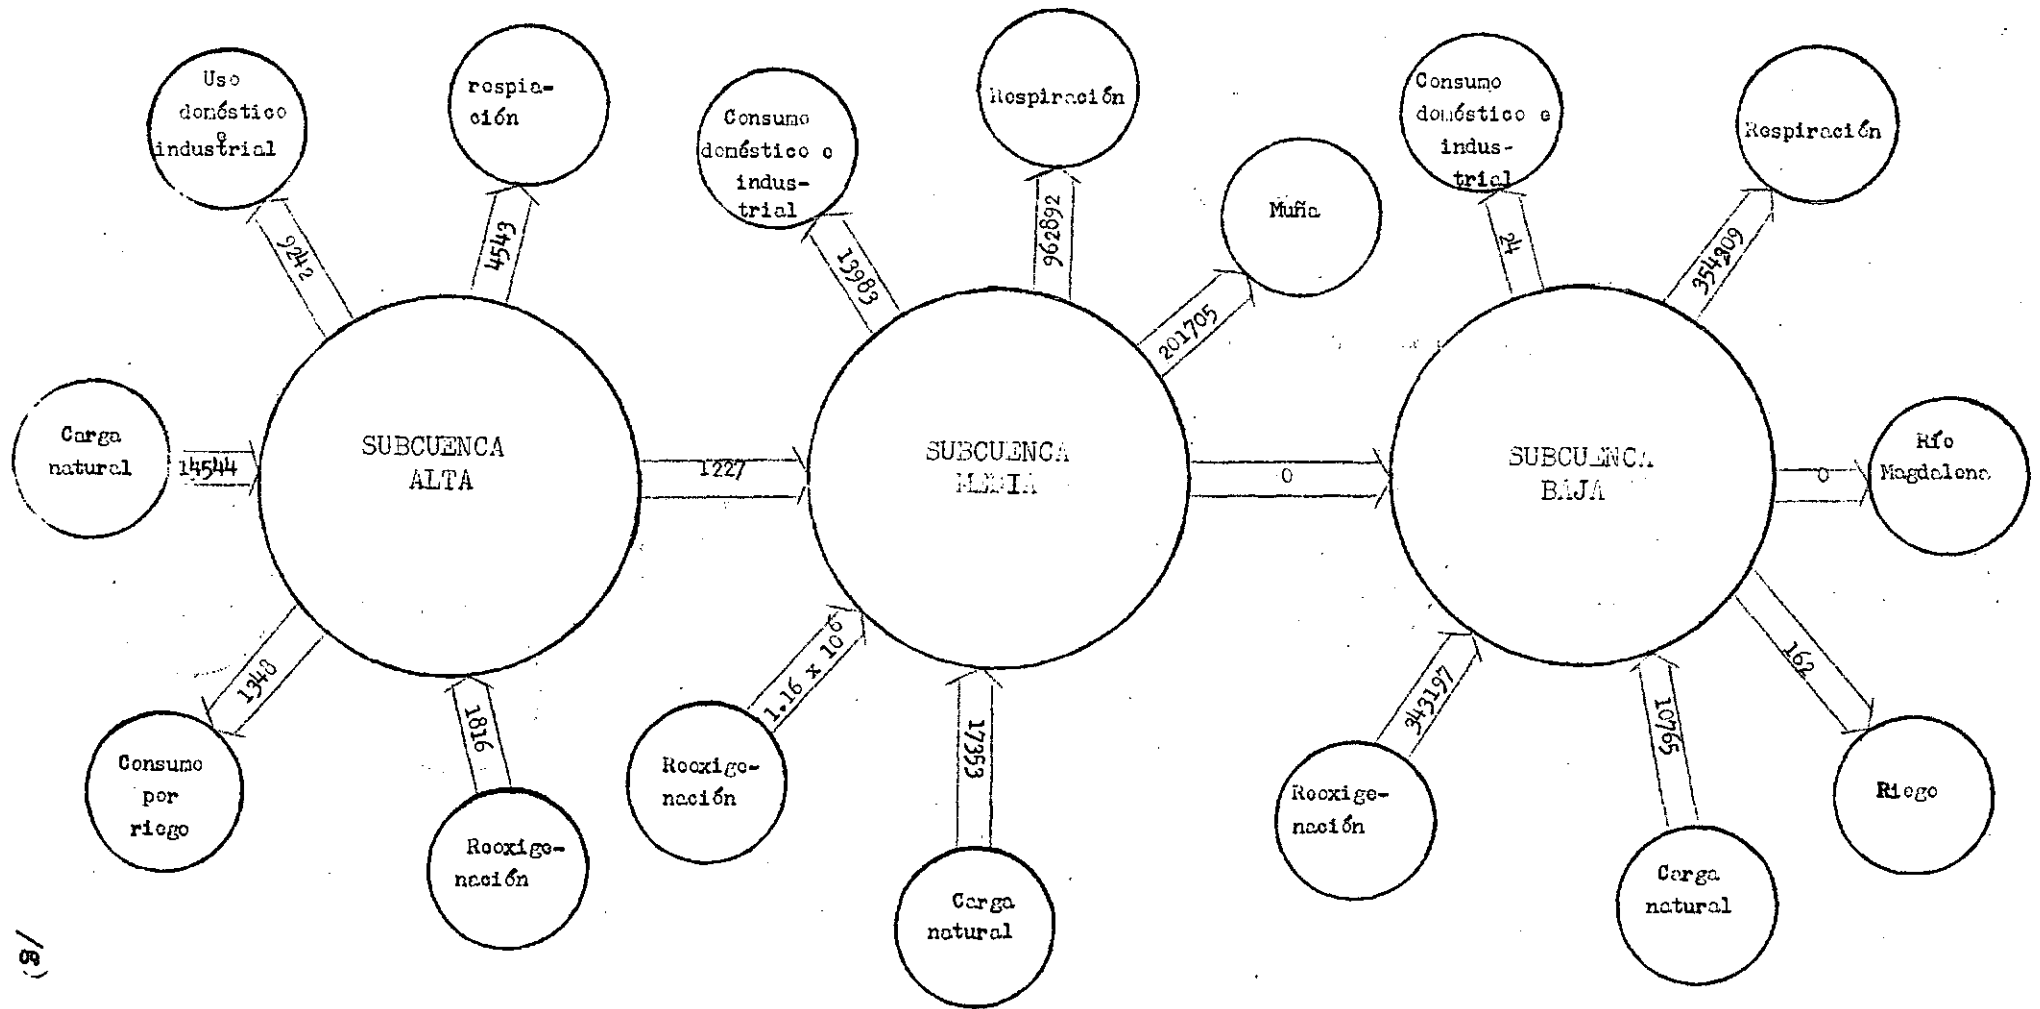 Uso
doméstico
e
industrial
rospia-
ción
Consumo
doméstico e
indus-
trial
Respiración
Muña
Consumo
doméstico e
indus-
trial
Respiración
9242
4543
13983
962892
201705
24
354309
Carga
natural
14544
SUBCUENCA
ALTA
1227
SUBCUENCA
MEDIA
0
SUBCUENCA
BAJA
0
Río
Magdalena
1348
1816
1.16 x 10⁶
17353
343197
10765
162
Consumo
por
riego
Reoxige-
nación
Reoxige-
nación
Carga
natural
Reoxige-
nación
Carga
natural
Riego